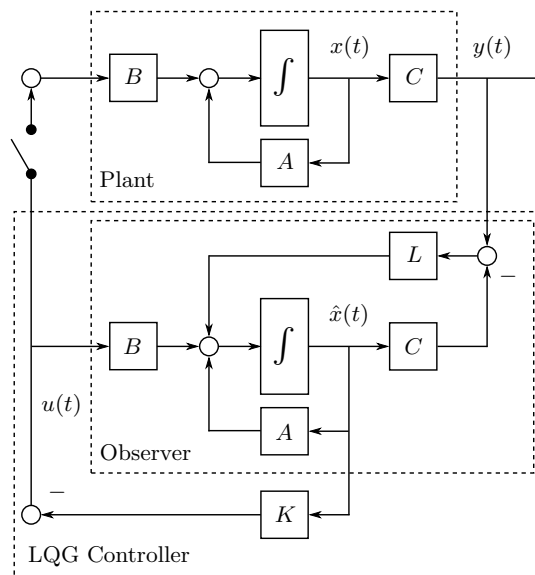 x(t)
y(t)
B
∫
C
A
Plant
L
−
x̂(t)
B
∫
C
u(t)
A
Observer
−
K
LQG Controller